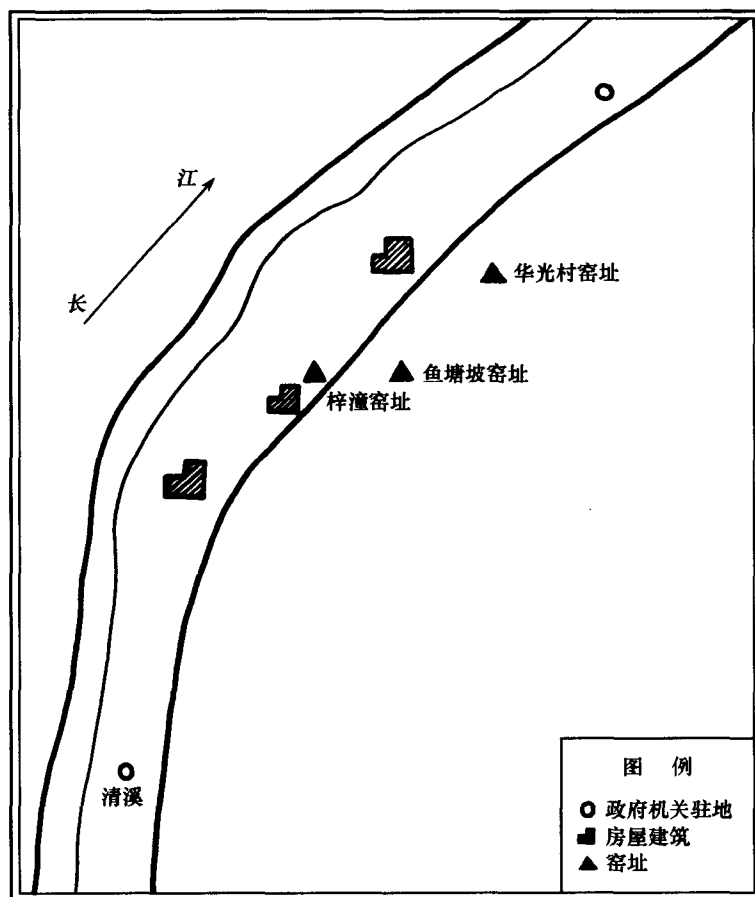 江
长
华光村窑址
鱼塘坡窑址
梓潼窑址
清溪
图 例
政府机关驻地
房屋建筑
窑址